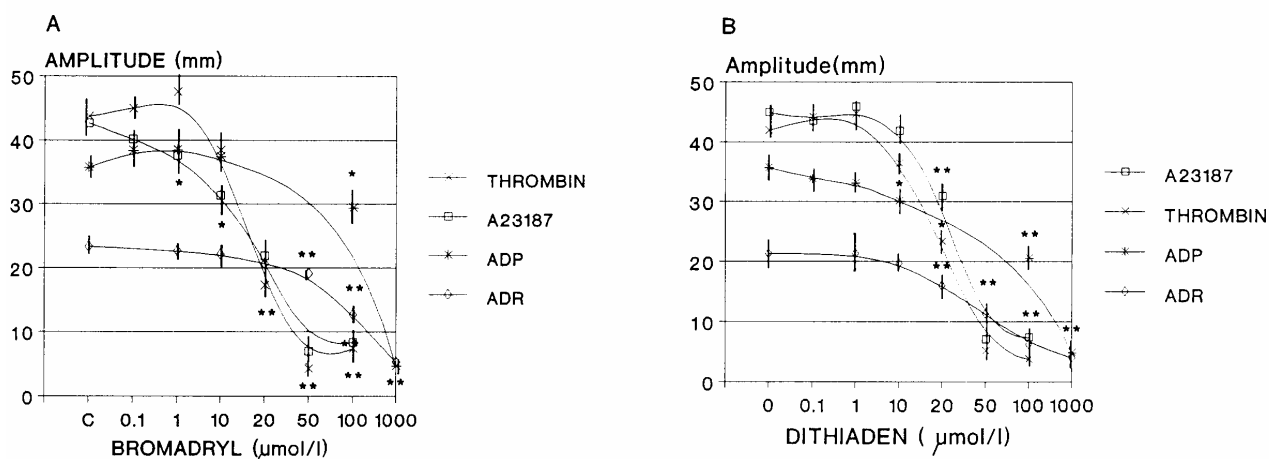 A
AMPLITUDE (mm)
50
40
30
20
10
0
C 0.1 1 10 20 50 100 1000
BROMADRYL (µmol/l)
THROMBIN
A23187
ADP
ADR
B
Amplitude(mm)
50
40
30
20
10
0
0 0.1 1 10 20 50 100 1000
DITHIADEN ( µmol/l)
A23187
THROMBIN
ADP
ADR